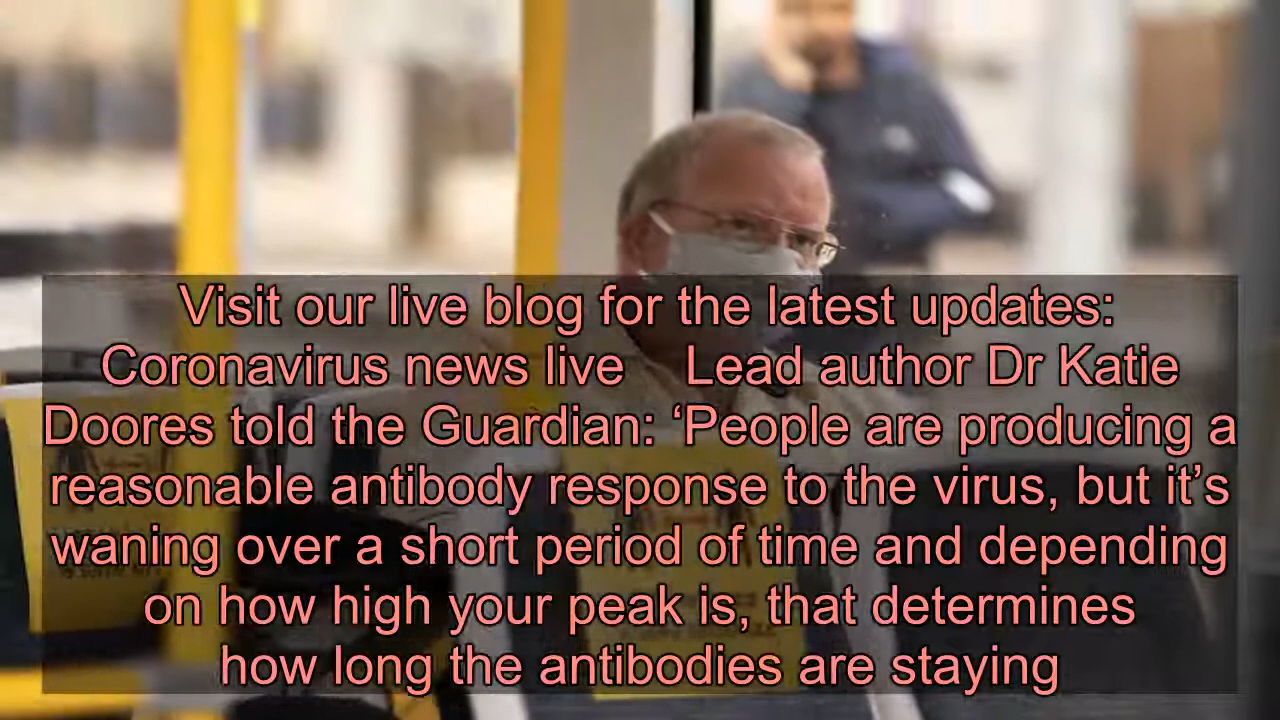 Visit our live blog for the latest updates:
Coronavirus news live    Lead author Dr Katie
Doores told the Guardian: ‘People are producing a
reasonable antibody response to the virus, but it’s
waning over a short period of time and depending
on how high your peak is, that determines
how long the antibodies are staying